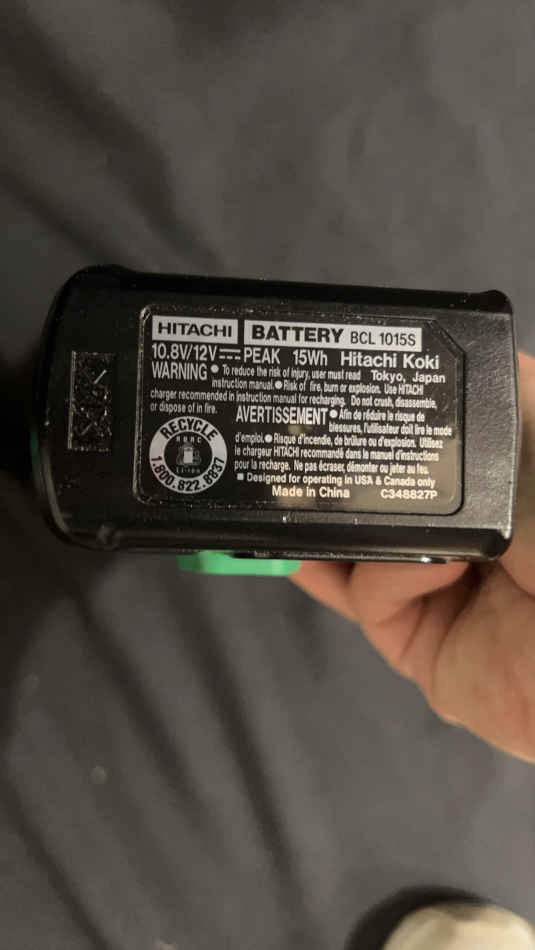 HITACHI BATTERY BCL 1015S
10.8V/12V⎓PEAK 15Wh Hitachi Koki
WARNING ● To reduce the risk of injury, user must read Tokyo, Japan
instruction manual. ● Risk of fire, burn or explosion. Use HITACHI
charger recommended in instruction manual for recharging. Do not crush, disassemble,
or dispose of in fire.
AVERTISSEMENT ● Afin de réduire le risque de
blessures, l'utilisateur doit lire le mode
d'emploi. ● Risque d'incendie, de brûlure ou d'explosion. Utilisez
le chargeur HITACHI recommandé dans le manuel d'instructions
pour la recharge. Ne pas écraser, démonter ou jeter au feu.
■ Designed for operating in USA & Canada only
Made in China C348827P
RECYCLE
RBRC
Li-ion
1.800.822.8837